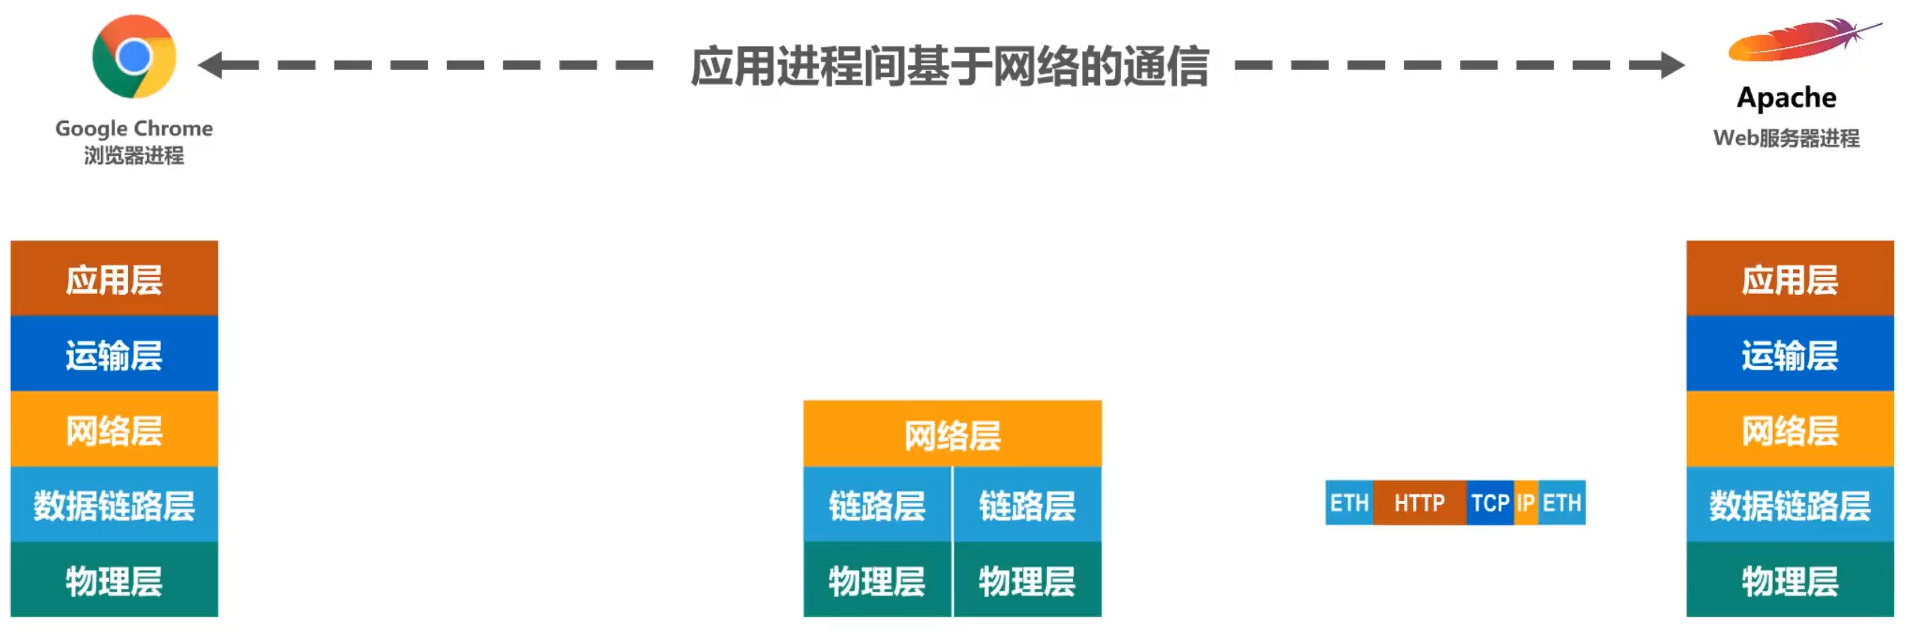 应用进程间基于网络的通信
Google Chrome
浏览器进程
Apache
Web服务器进程
应用层
运输层
网络层
数据链路层
物理层
网络层
链路层 链路层
物理层 物理层
ETH HTTP TCP IP ETH
应用层
运输层
网络层
数据链路层
物理层